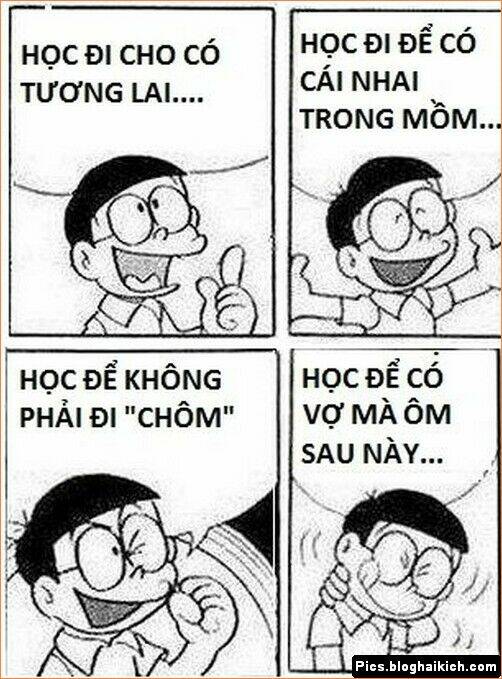 HỌC ĐI CHO CÓ
TƯƠNG LAI....
HỌC ĐI ĐỂ CÓ
CÁI NHAI
TRONG MỒM...
HỌC ĐỂ KHÔNG
PHẢI ĐI "CHÔM"
HỌC ĐỂ CÓ
VỢ MÀ ÔM
SAU NÀY...
Pics.bloghaikich.com